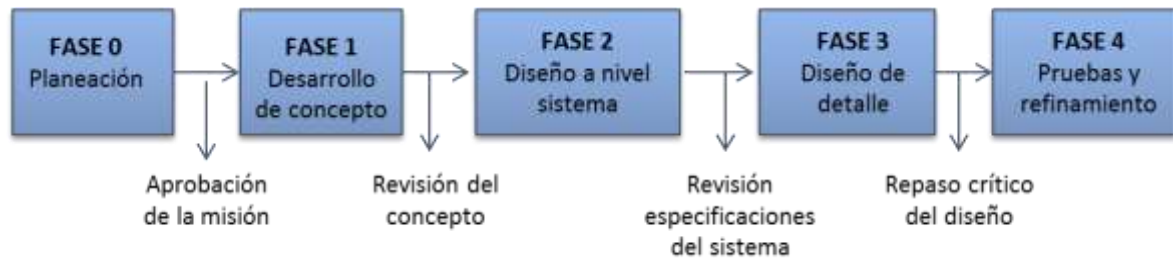 FASE 0
Planeación
FASE 1
Desarrollo
de concepto
FASE 2
Diseño a nivel
sistema
FASE 3
Diseño de
detalle
FASE 4
Pruebas y
refinamiento
Aprobación
de la misión
Revisión del
concepto
Revisión
especificaciones
del sistema
Repaso crítico
del diseño